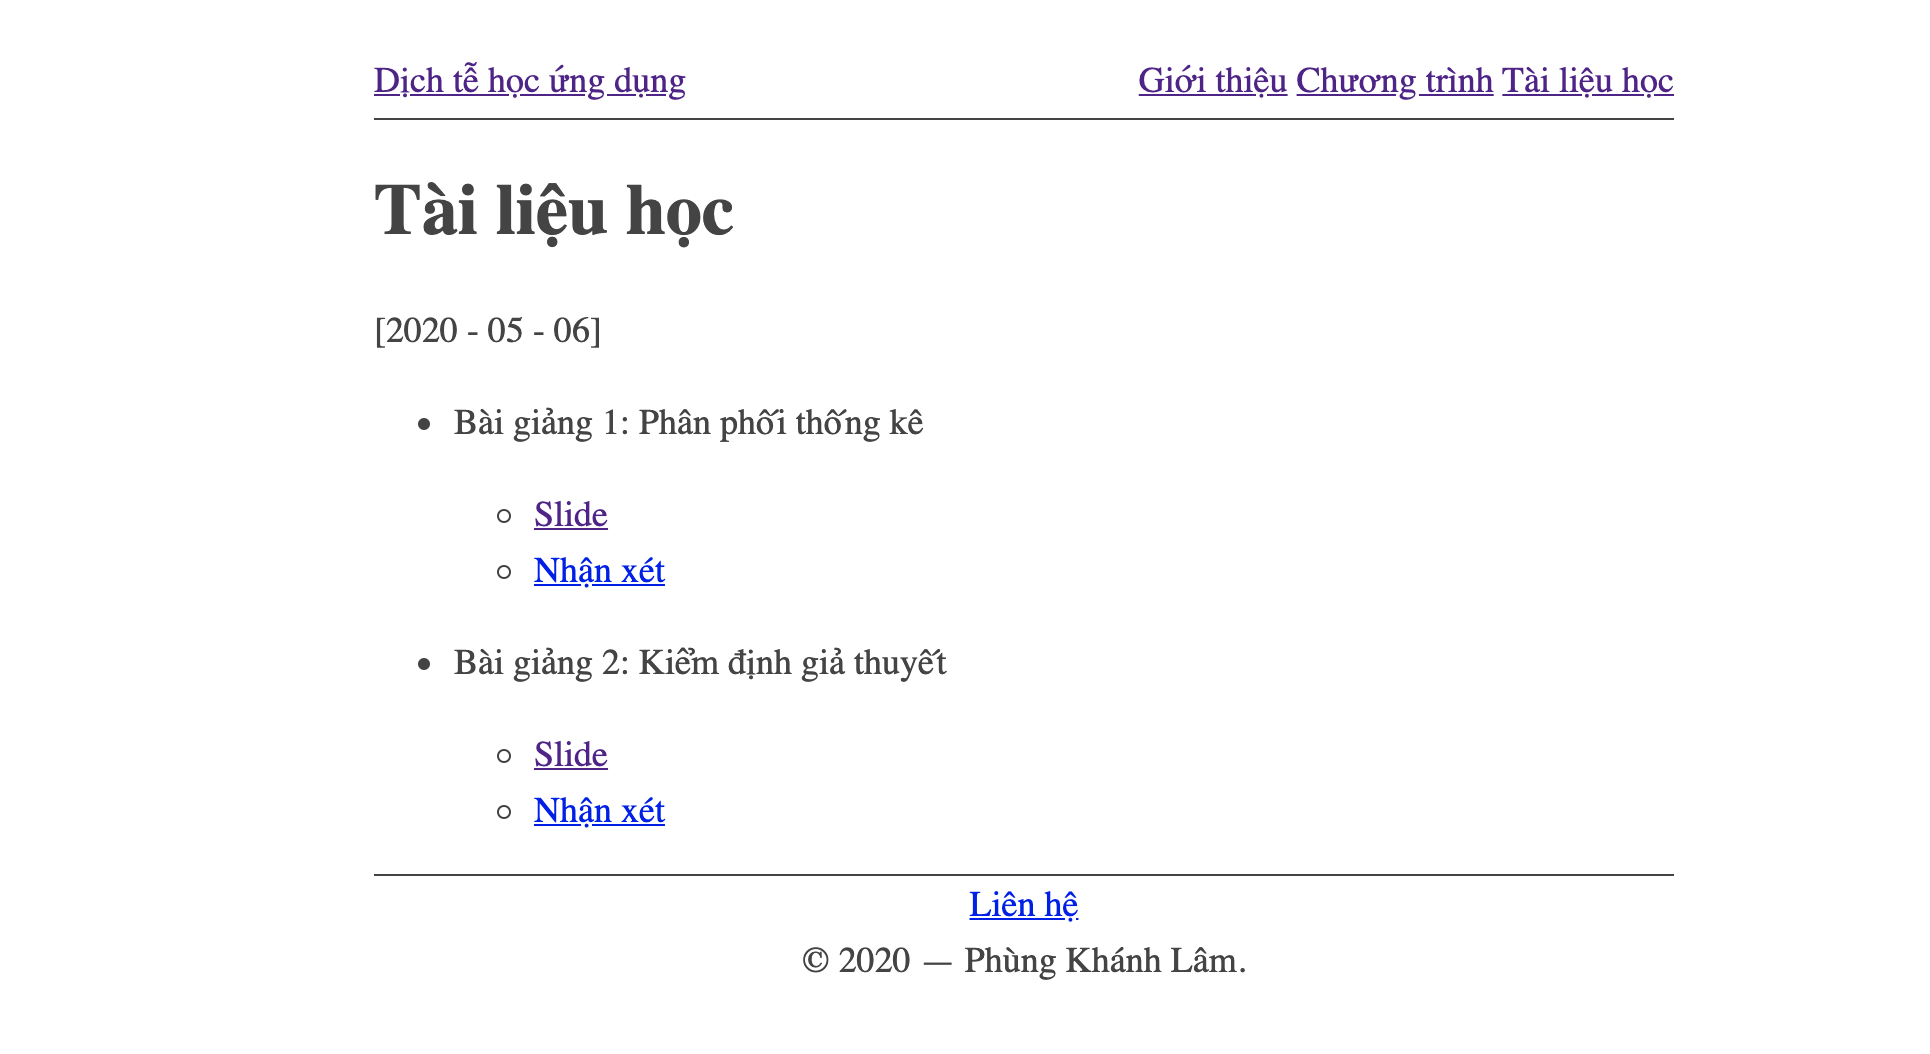 Dịch tễ học ứng dụng Giới thiệu Chương trình Tài liệu học
Tài liệu học
[2020 - 05 - 06]
Bài giảng 1: Phân phối thống kê
Slide
Nhận xét
Bài giảng 2: Kiểm định giả thuyết
Slide
Nhận xét
Liên hệ
© 2020 — Phùng Khánh Lâm.